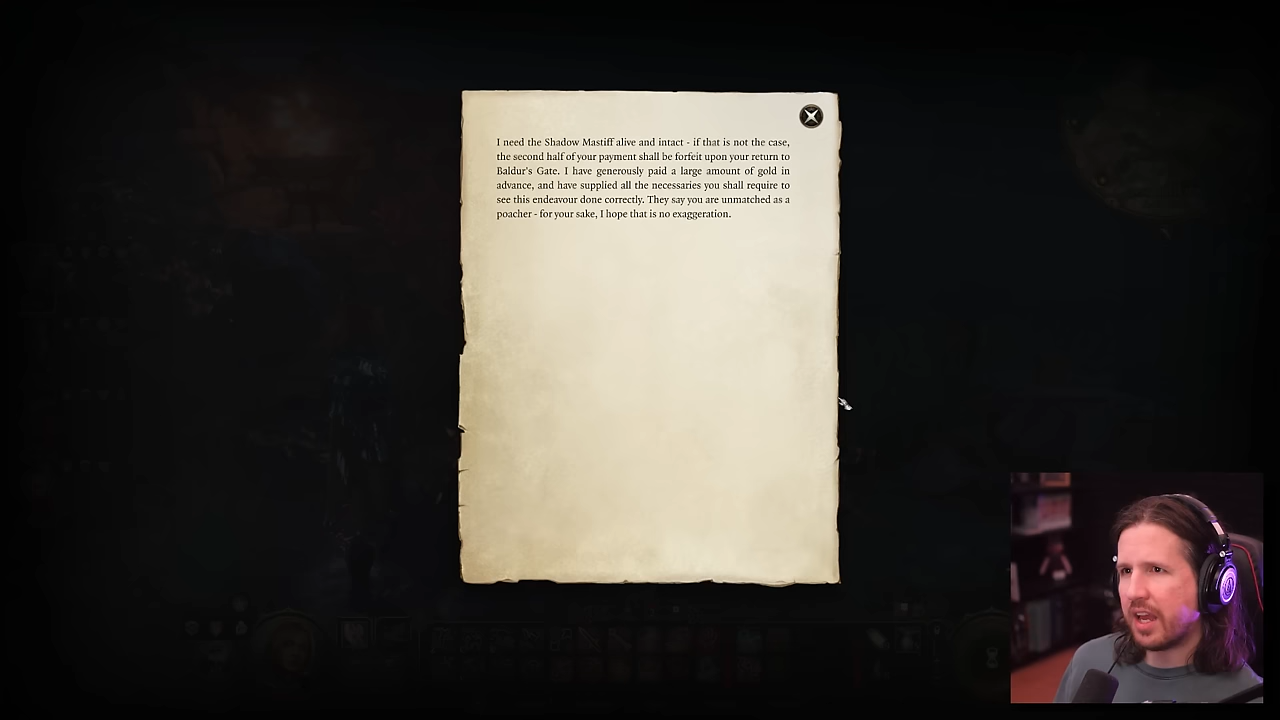 I need the Shadow Mastiff alive and intact - if that is not the case,
the second half of your payment shall be forfeit upon your return to
Baldur's Gate. I have generously paid a large amount of gold in
advance, and have supplied all the necessaries you shall require to
see this endeavour done correctly. They say you are unmatched as a
poacher - for your sake, I hope that is no exaggeration.